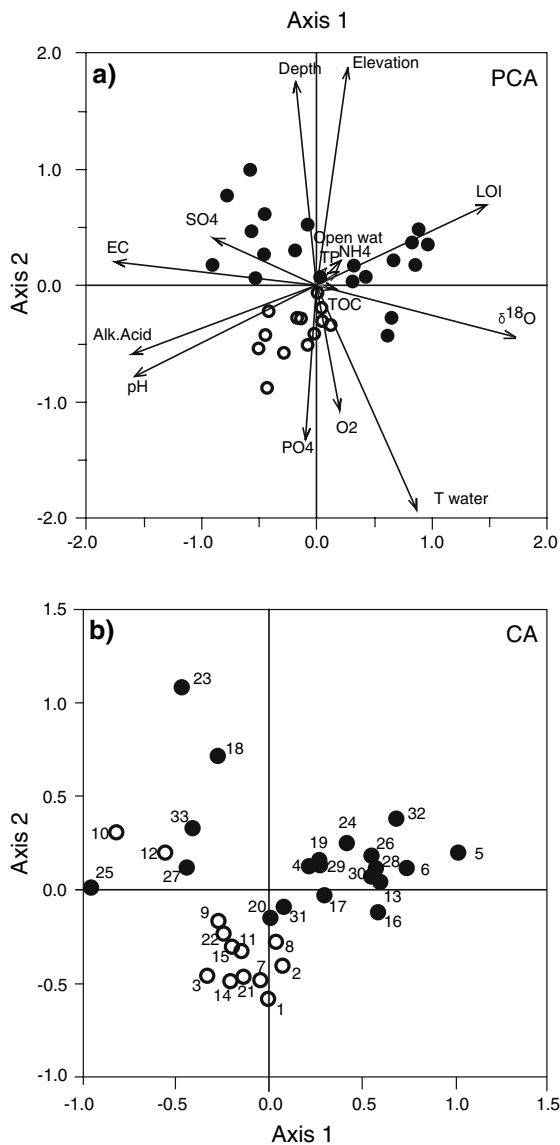 Axis 1
2.0
a)
Depth
Elevation
PCA
1.0
SO4
LOI
EC
Open wat
TP
NH4
Axis 2
0.0
TOC
δ18O
Alk.Acid
pH
-1.0
PO4
O2
T water
-2.0
-2.0 -1.0 0.0 1.0 2.0
b)
CA
23
1.0
18
0.5
33
32
10
24
12
19
26
5
4
29
28
6
27
30
25
13
0.0
17
16
20
31
9
22
11
8
15
7
2
-0.5
3
14
21
1
-1.0
Axis 2
-1.0 -0.5 0.0 0.5 1.0 1.5
Axis 1